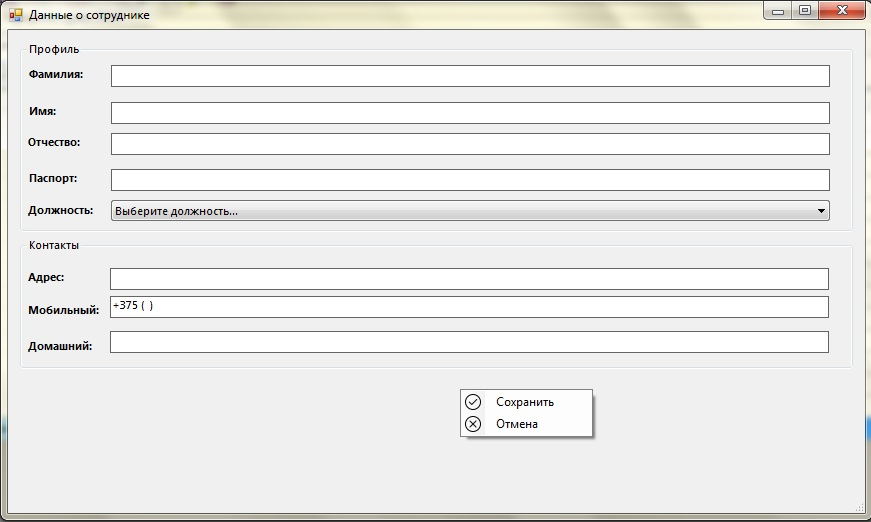 Данные о сотруднике
Профиль
Фамилия:
Имя:
Отчество:
Паспорт:
Должность: Выберите должность...
Контакты
Адрес:
Мобильный: +375 (  )
Домашний:
Сохранить
Отмена